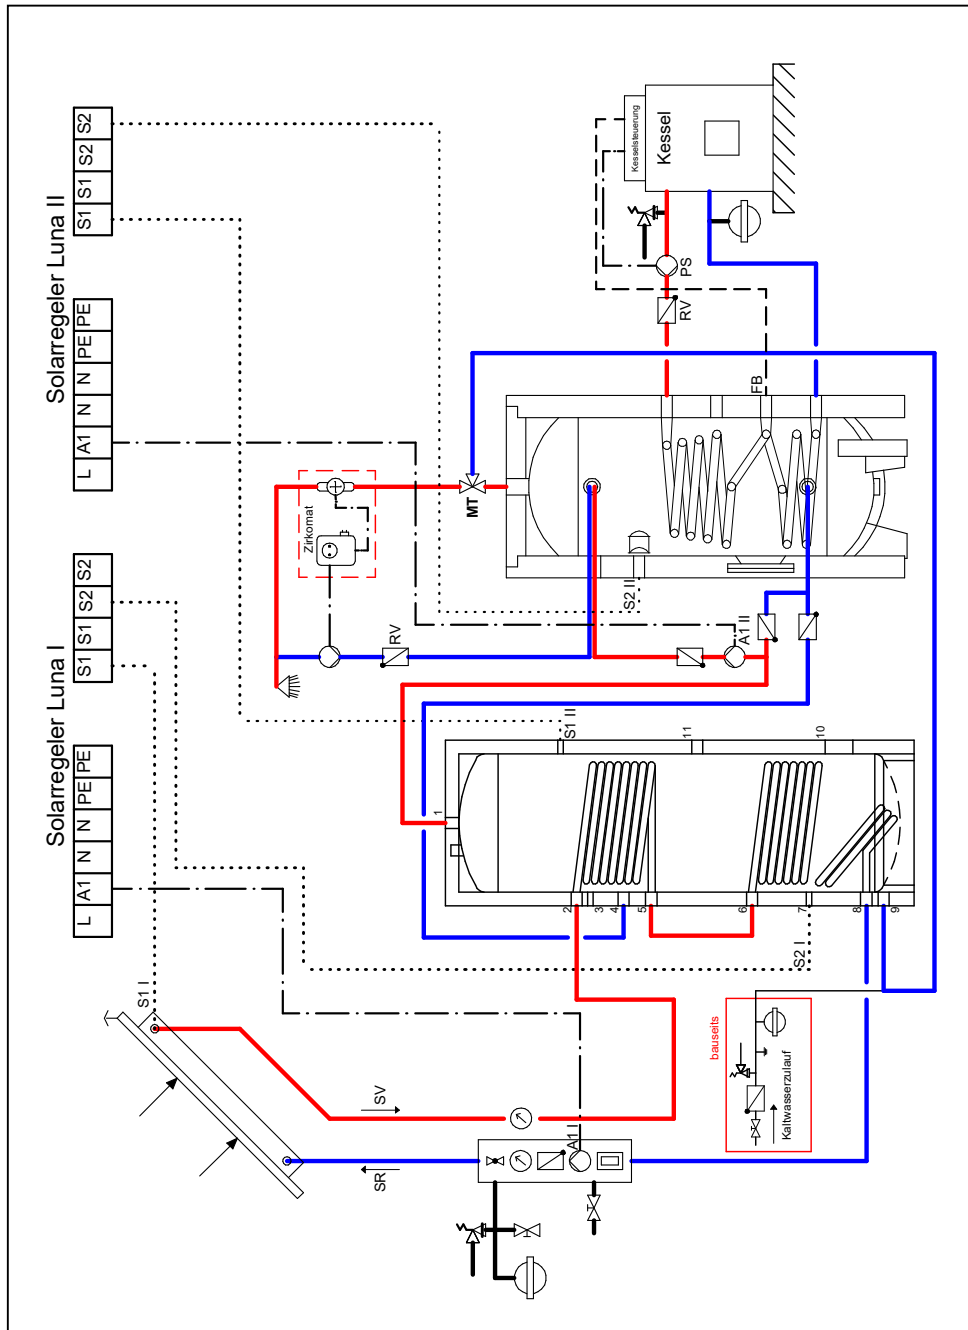 Solarregeler Luna I
L A1 N N PE PE
S1 S1 S2 S2
Solarregeler Luna II
L A1 N N PE PE
S1 S1 S2 S2
S1 I
SV
SR
A1 I
bauseits
Kaltwasserzulauf
S2 I
1
2
3
4
5
6
7
8
9
10
11
S1 II
Zirkomat
RV
MT
S2 II
A1 II
FB
RV
PS
Kesselsteuerung
Kessel